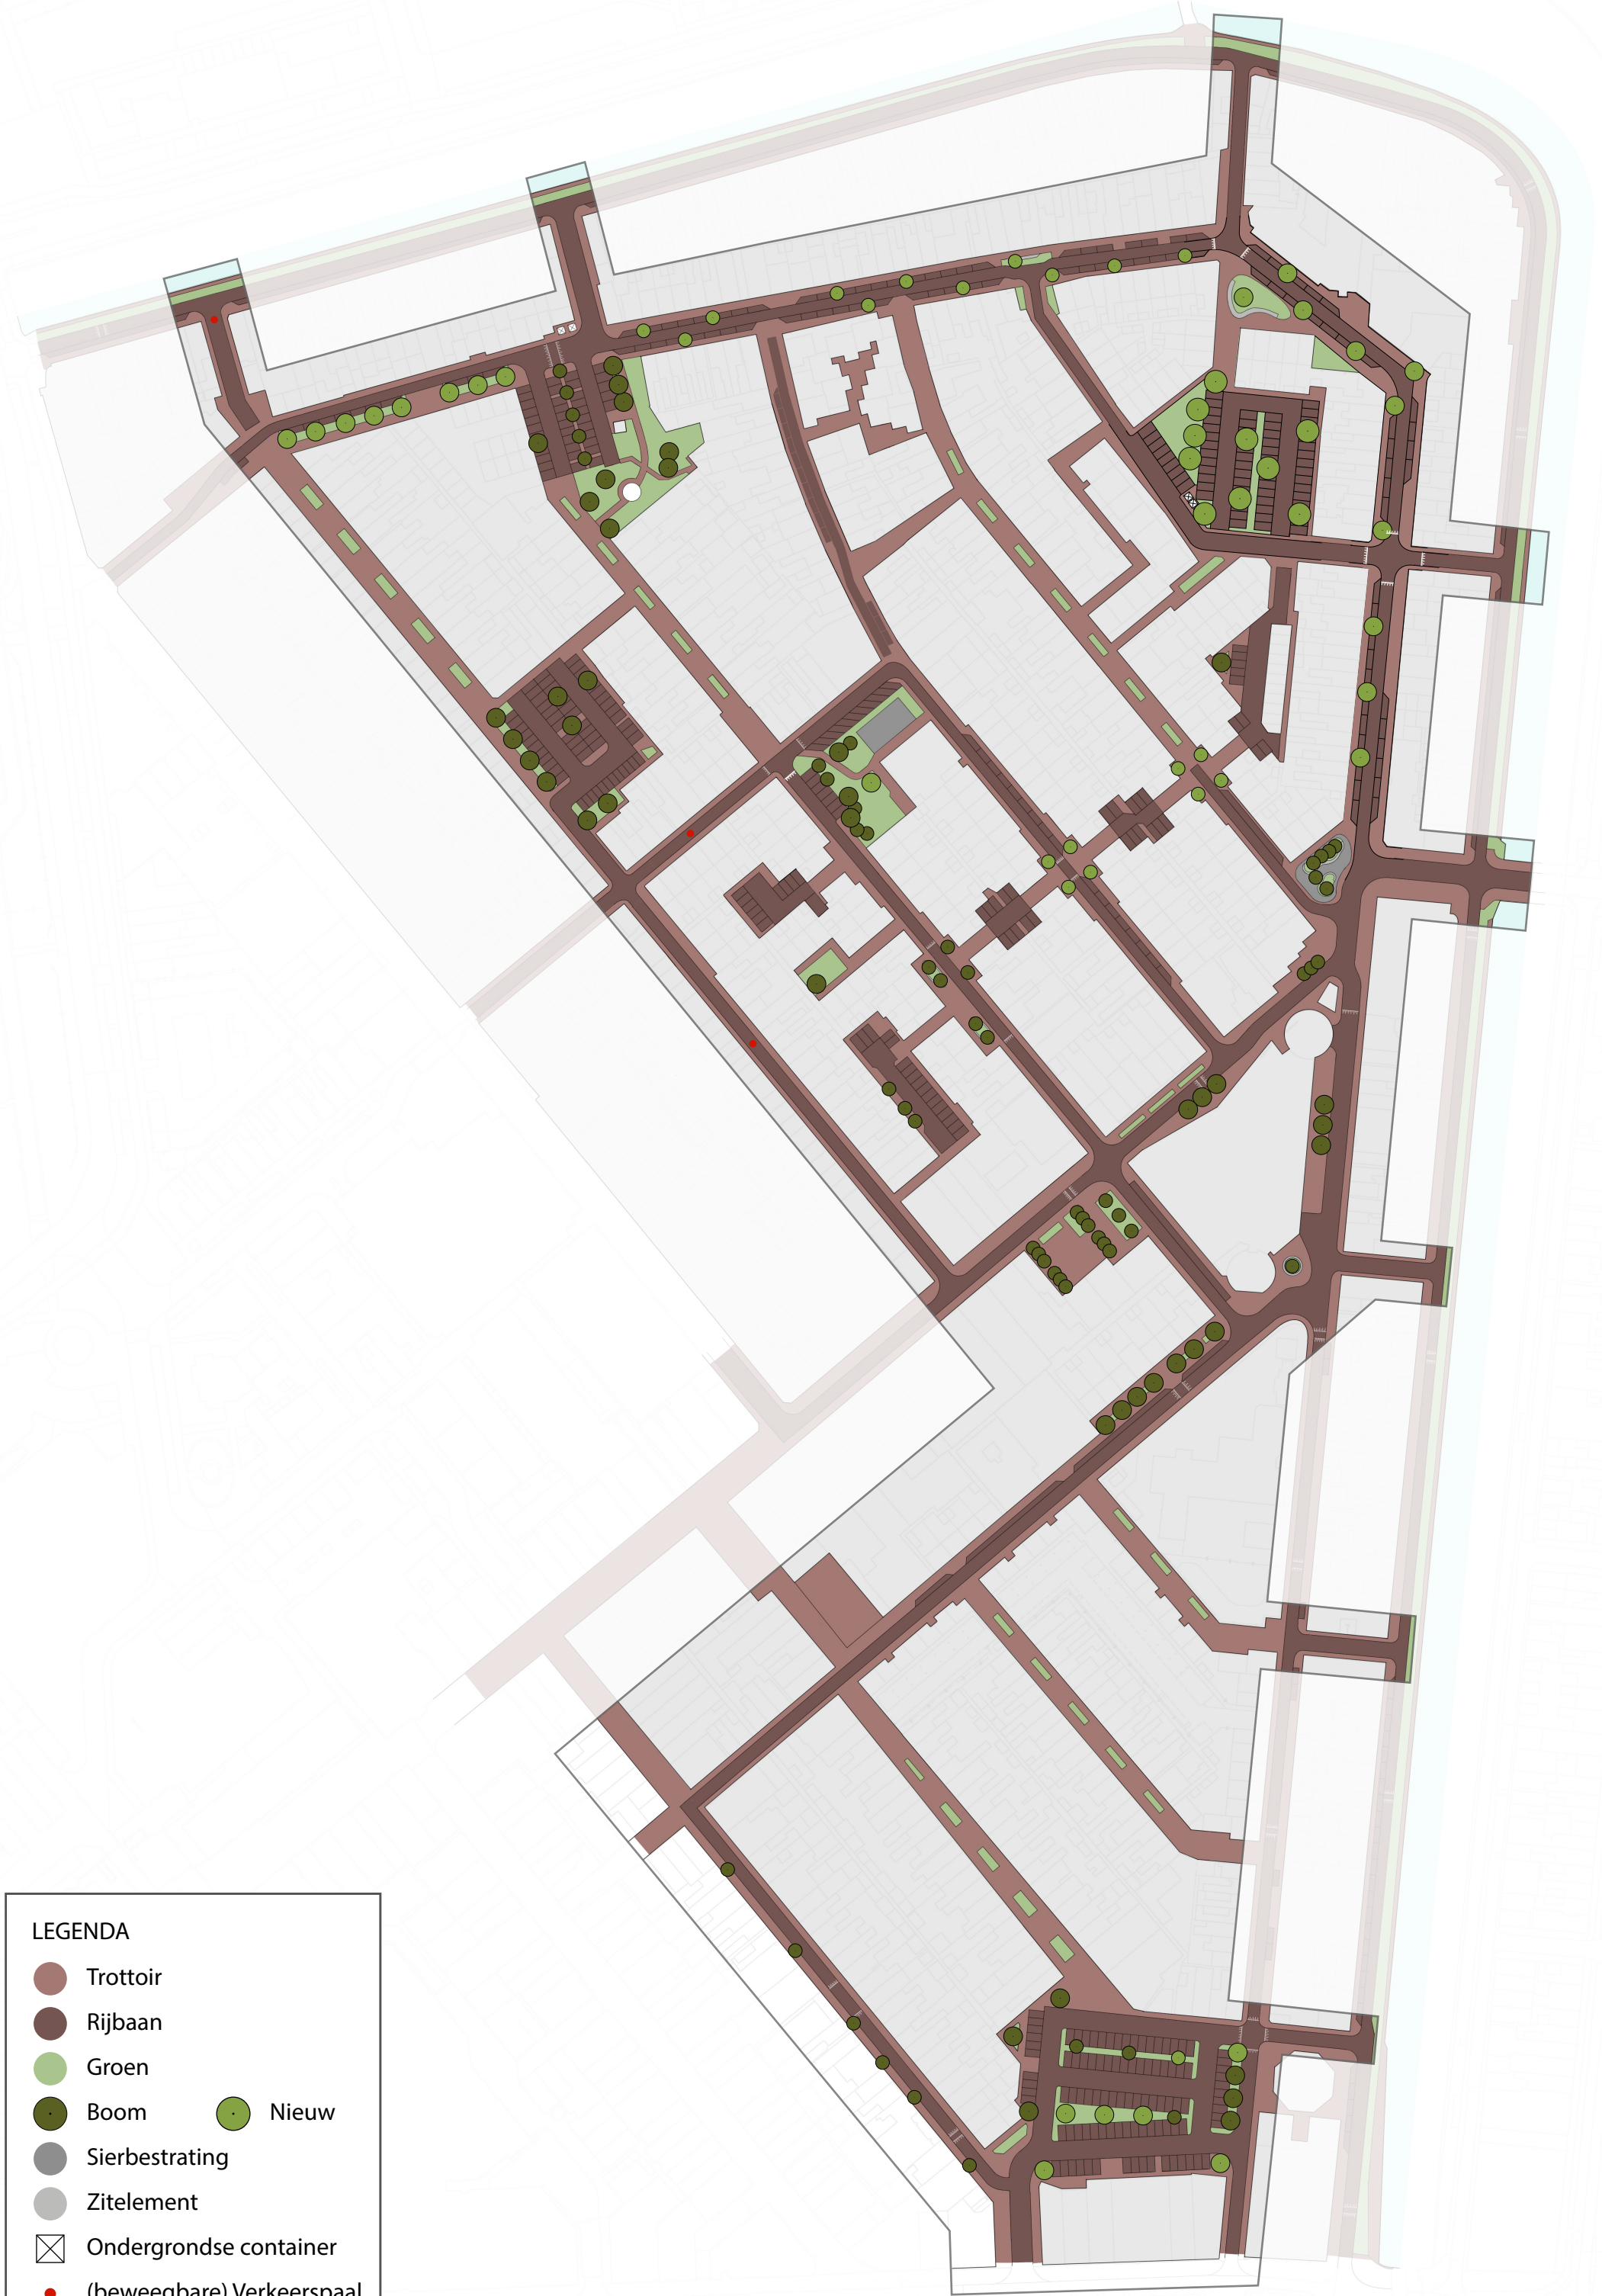 LEGENDA
Trottoir
Rijbaan
Groen
Boom Nieuw
Sierbestrating
Zitelement
Ondergrondse container
(beweegbare) Verkeerspaal